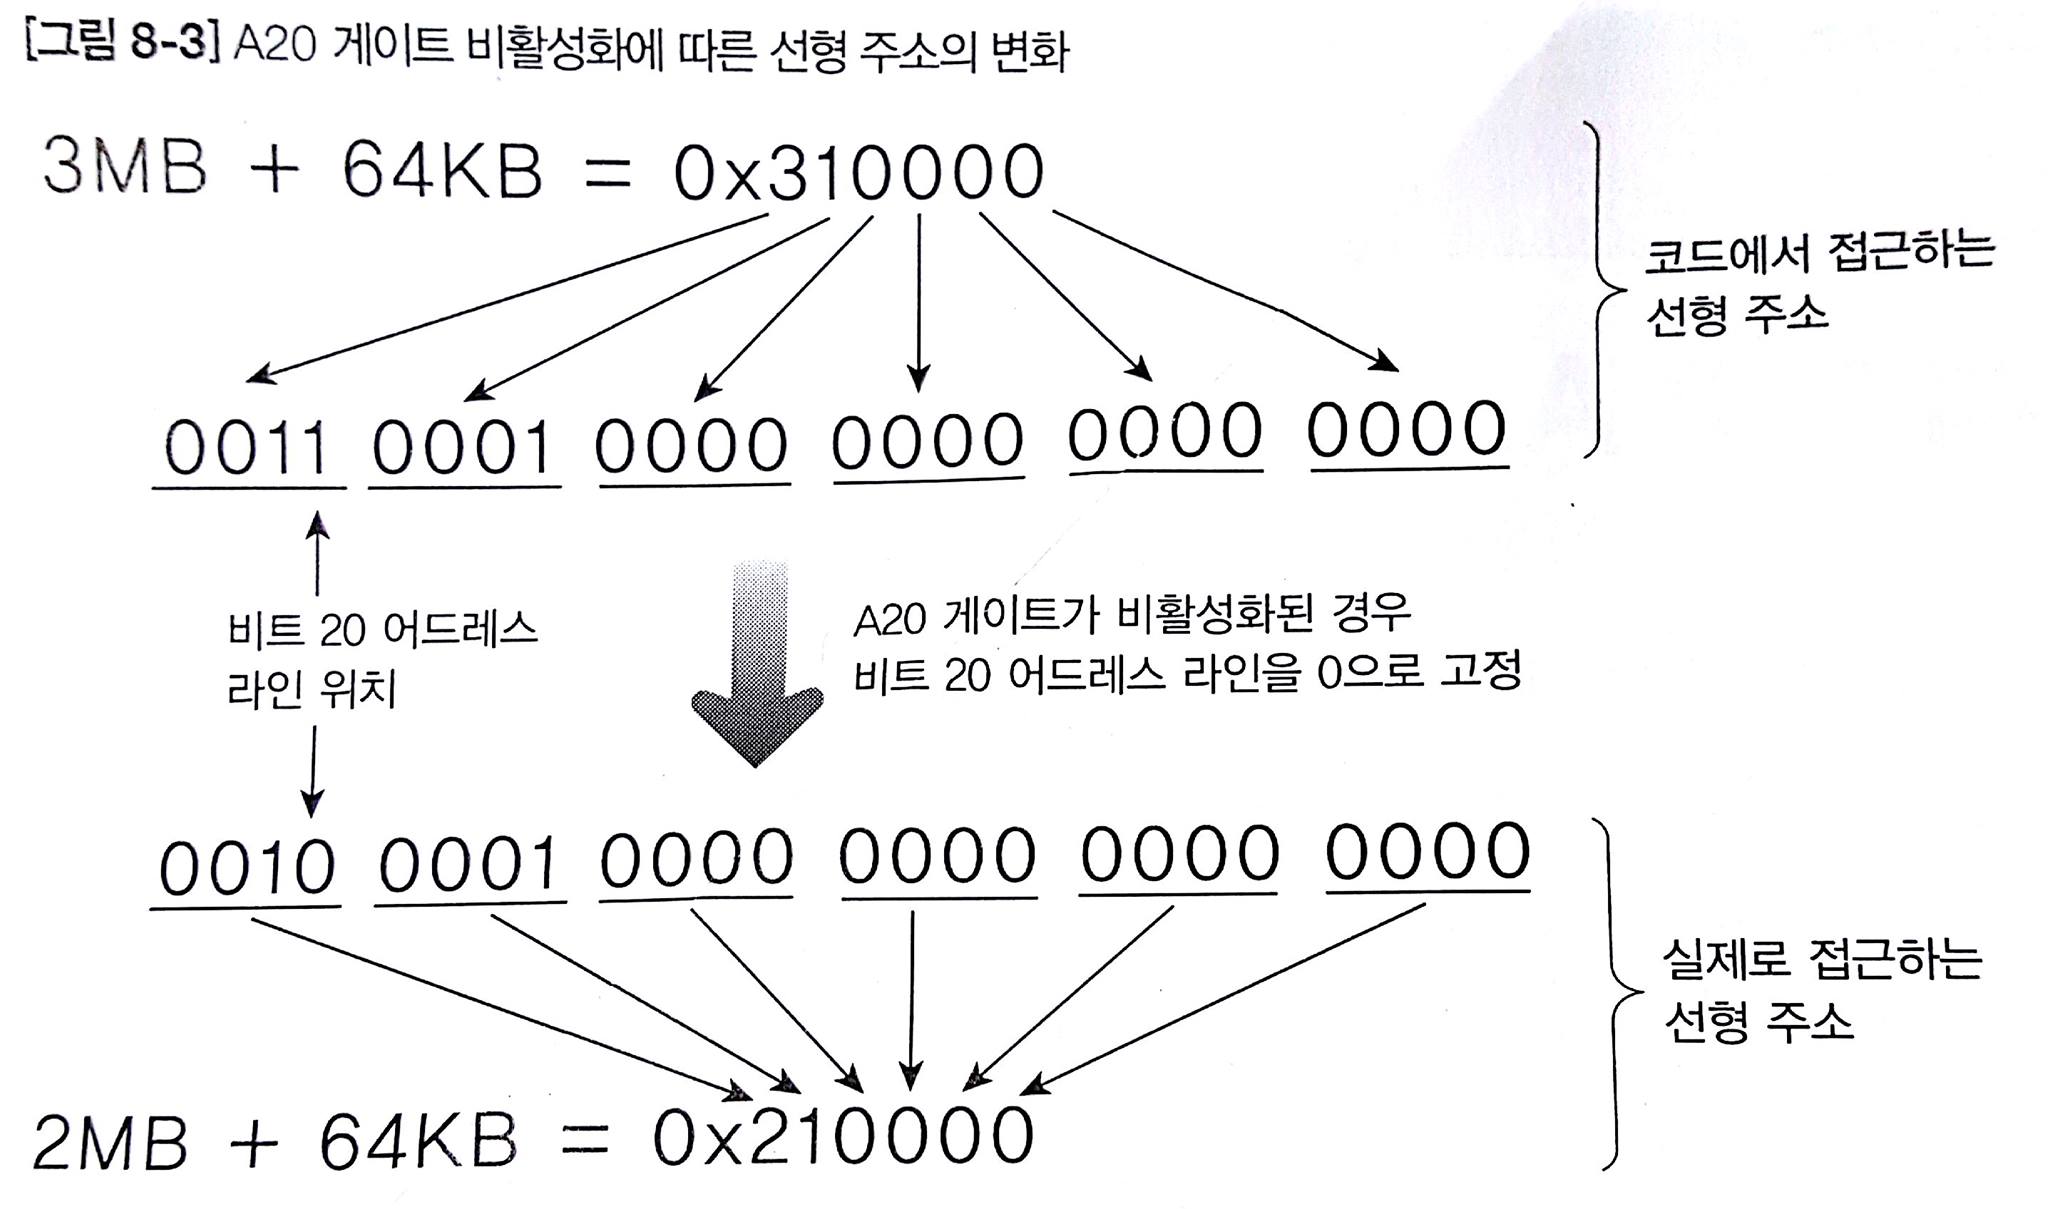 [그림 8-3] A20 게이트 비활성화에 따른 선형 주소의 변화
3MB + 64KB = 0x310000
코드에서 접근하는
선형 주소
0011 0001 0000 0000 0000 0000
비트 20 어드레스
라인 위치
A20 게이트가 비활성화된 경우
비트 20 어드레스 라인을 0으로 고정
0010 0001 0000 0000 0000 0000
실제로 접근하는
선형 주소
2MB + 64KB = 0x210000